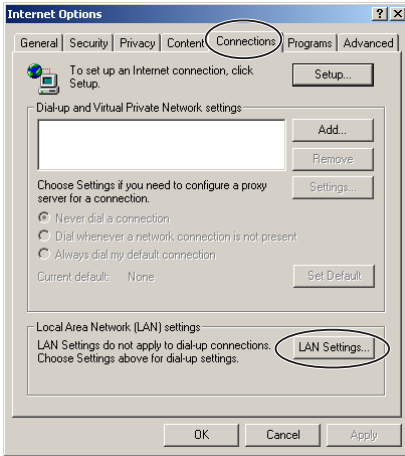 Internet Options
General Security Privacy Content Connections Programs Advanced
To set up an Internet connection, click
Setup.
Setup...
Dial-up and Virtual Private Network settings
Add...
Remove
Choose Settings if you need to configure a proxy
server for a connection.
Settings...
Never dial a connection
Dial whenever a network connection is not present
Always dial my default connection
Current default: None
Set Default
Local Area Network (LAN) settings
LAN Settings do not apply to dial-up connections.
Choose Settings above for dial-up settings.
LAN Settings...
OK Cancel Apply